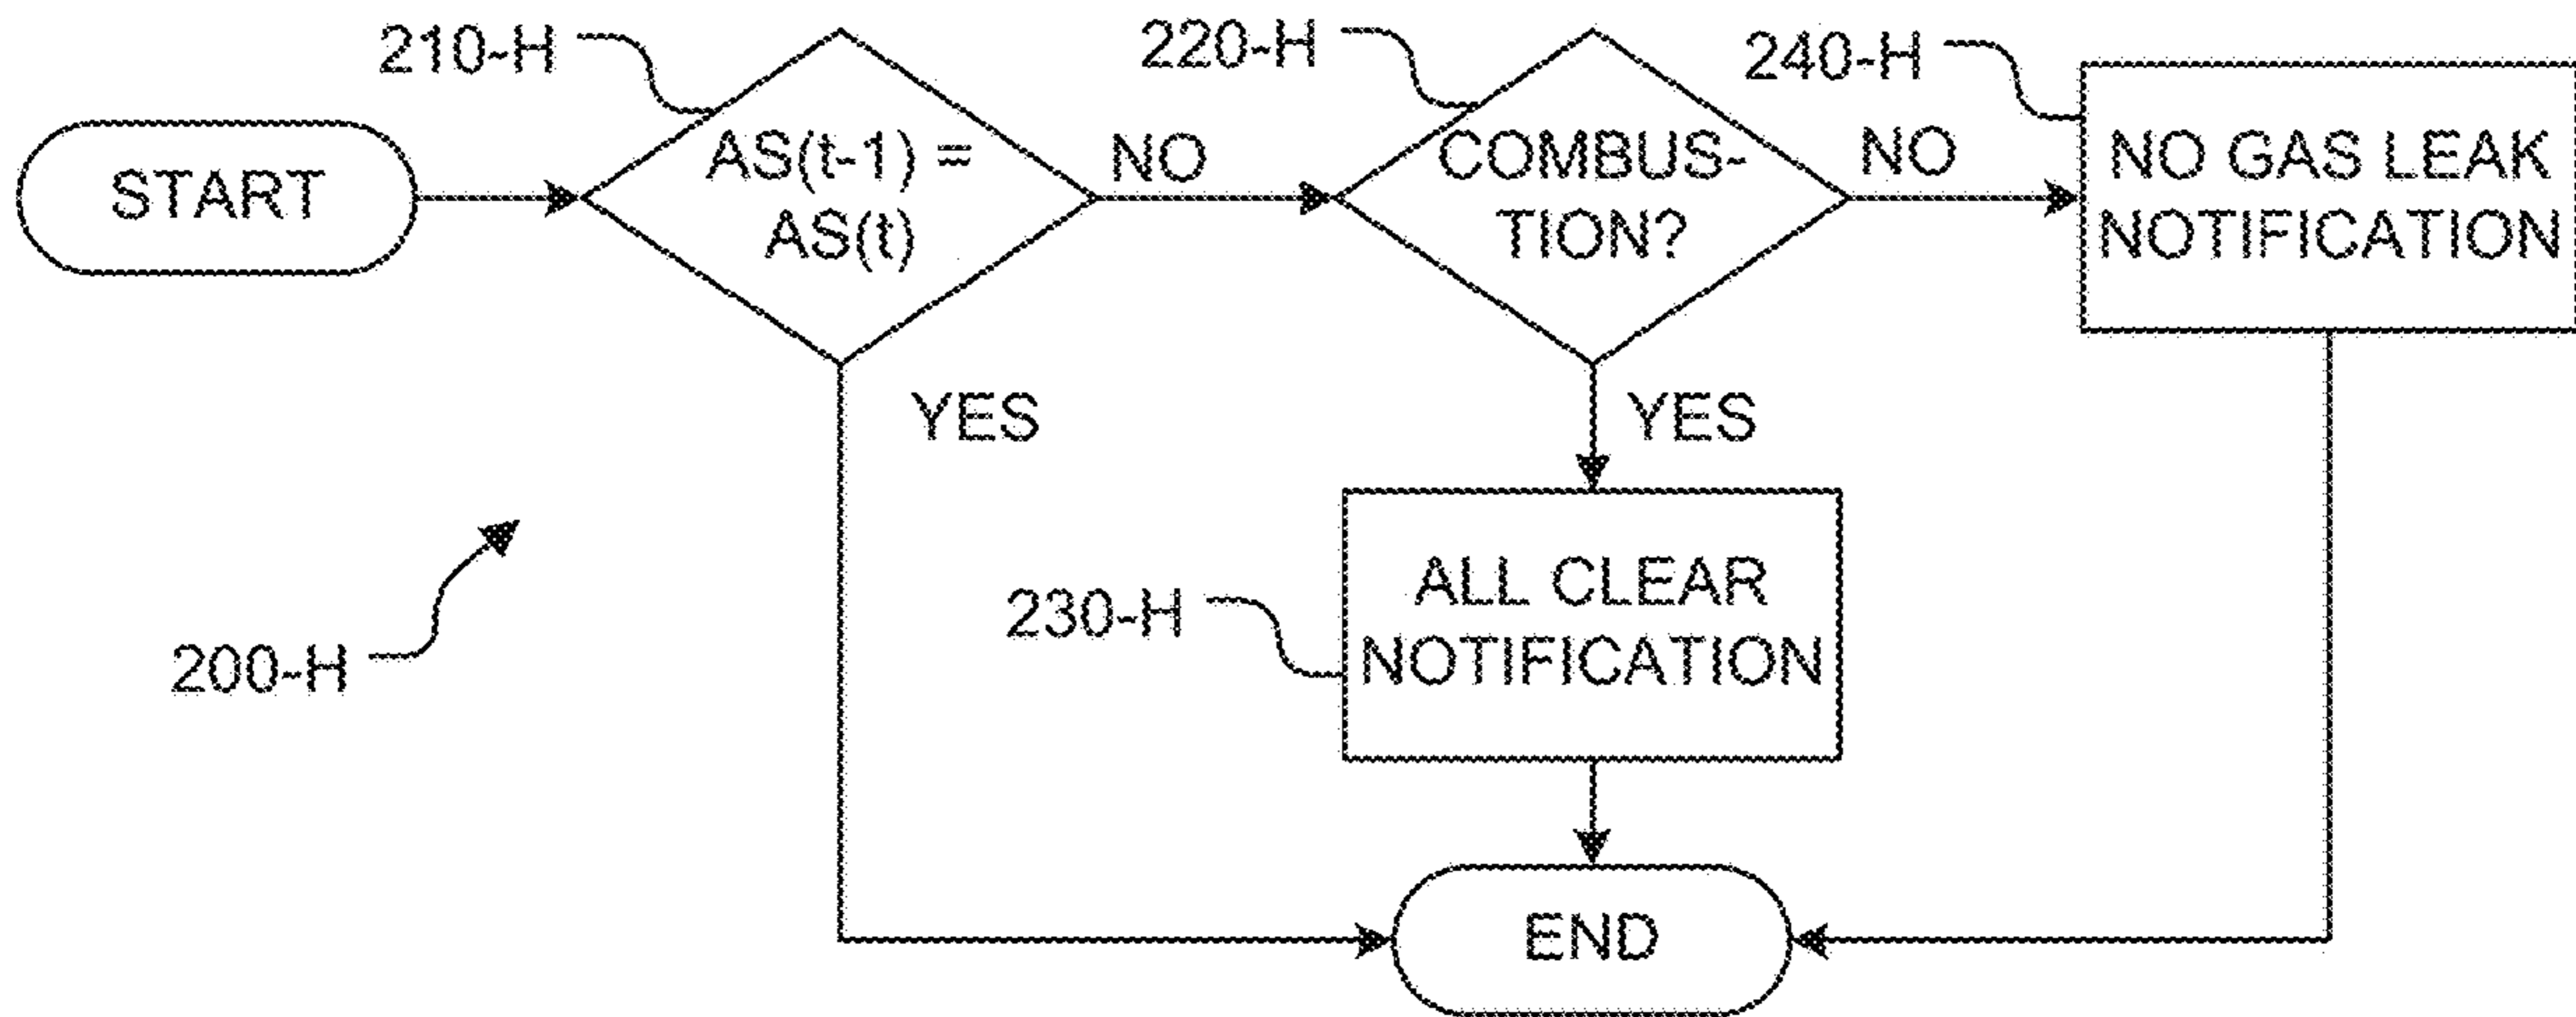 210-H
220-H
240-H
START
AS(t-1) =
AS(t)
NO
COMBUS-
TION?
NO
NO GAS LEAK
NOTIFICATION
YES
YES
200-H
230-H
ALL CLEAR
NOTIFICATION
END